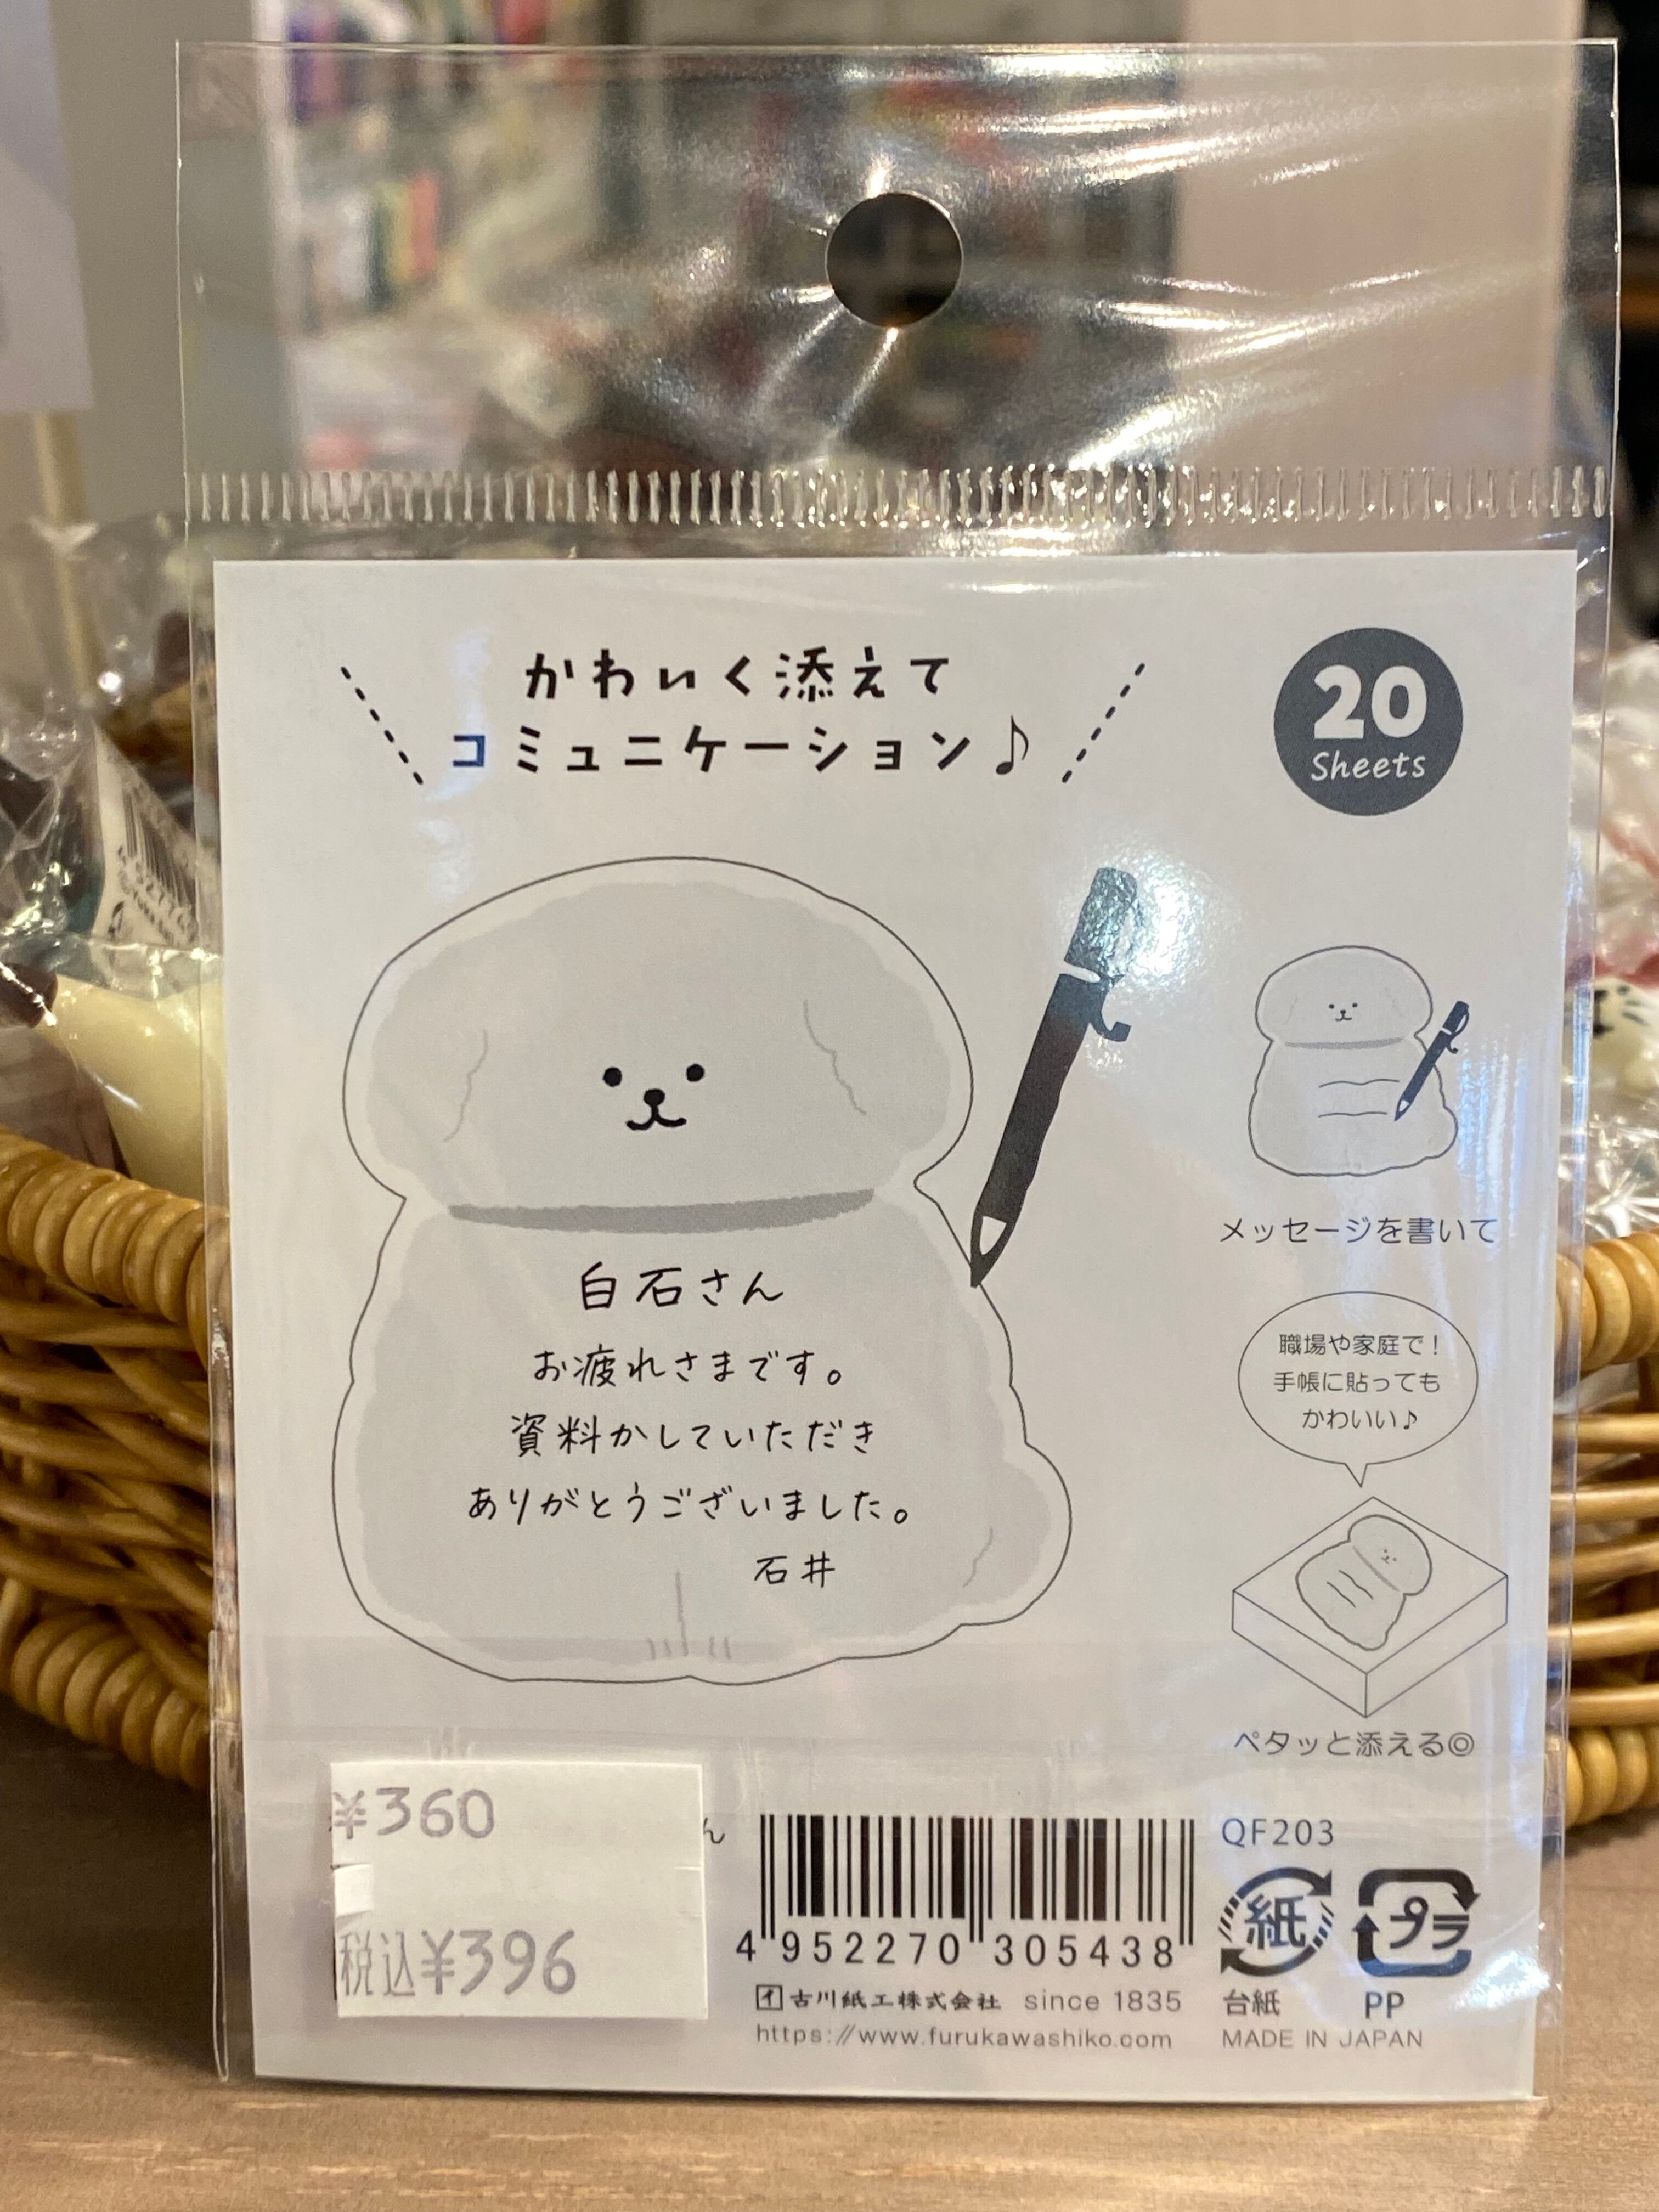 かわいく添えて
コミュニケーション♪
20
Sheets
白石さん
お疲れさまです。
資料かしていただき
ありがとうございました。
石井
メッセージを書いて
職場や家庭で!
手帳に貼っても
かわいい♪
ペタッと添える◎
¥360
税込¥396
ん
4 952270 305438
古川紙工株式会社 since 1835
https://www.furukawashiko.com
QF203
紙 プラ
台紙 PP
MADE IN JAPAN